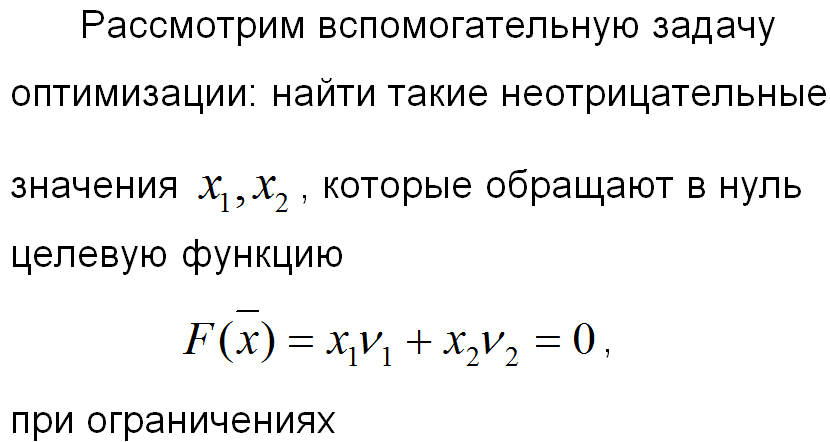 Рассмотрим вспомогательную задачу
оптимизации: найти такие неотрицательные
значения x₁, x₂ , которые обращают в нуль
целевую функцию
F(x̅) = x₁ν₁ + x₂ν₂ = 0 ,
при ограничениях